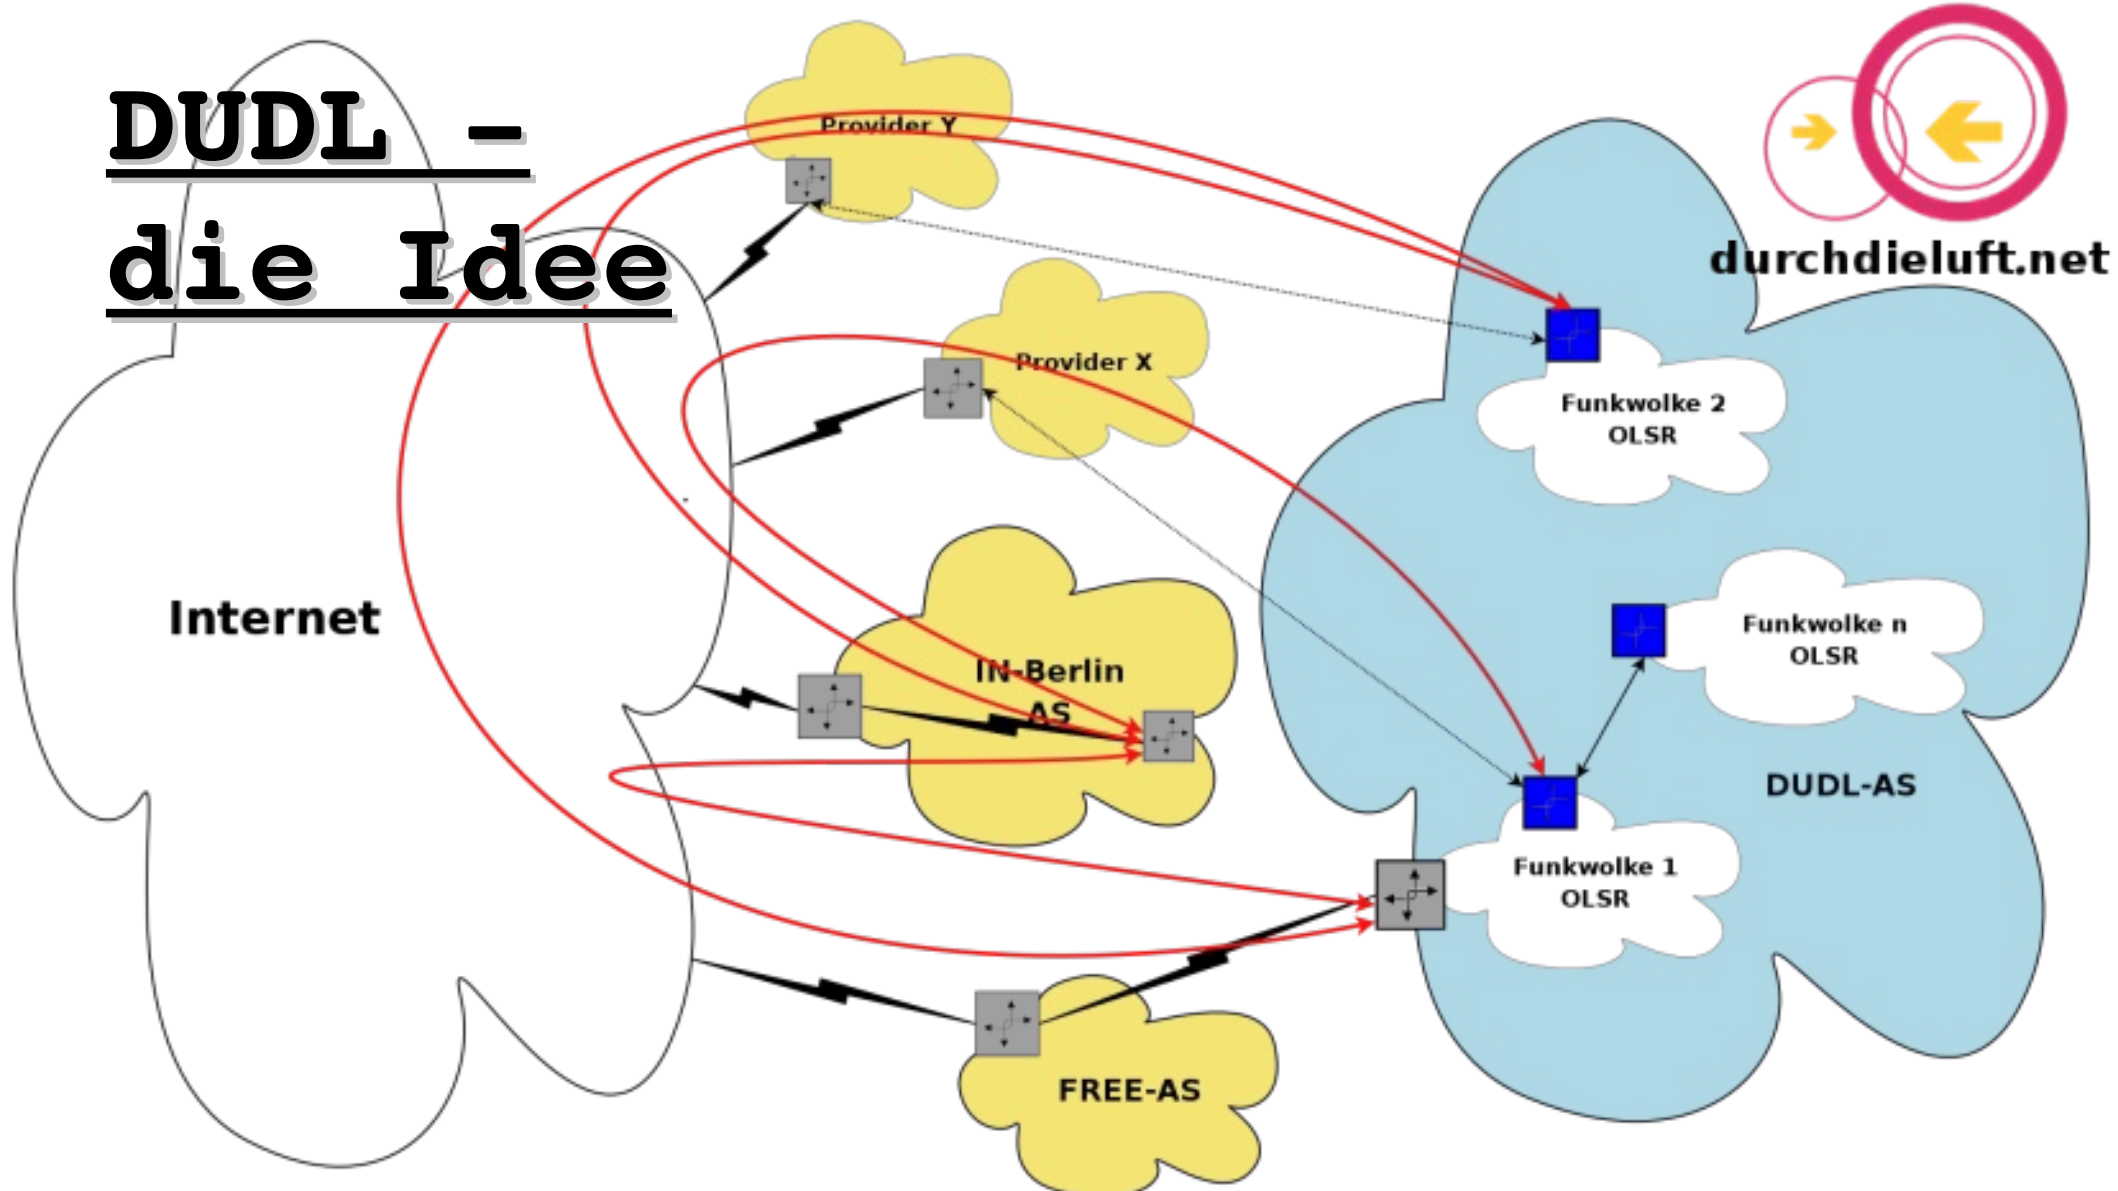 DUDL -
die Idee
durchdieluft.net
Provider Y
Provider X
Funkwolke 2
OLSR
Internet
IN-Berlin
AS
Funkwolke n
OLSR
DUDL-AS
Funkwolke 1
OLSR
FREE-AS